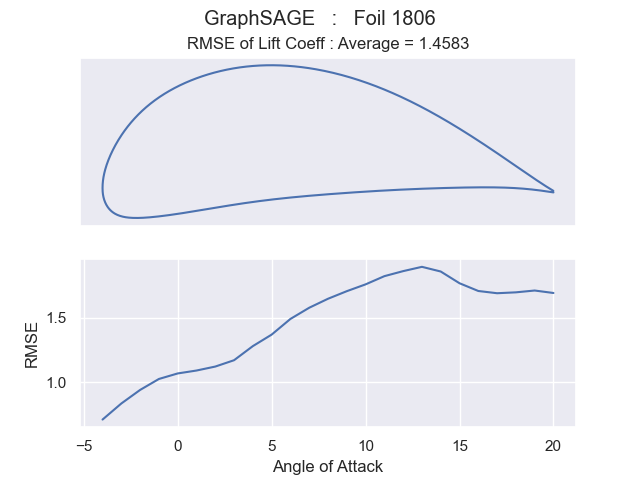 GraphSAGE : Foil 1806
RMSE of Lift Coeff : Average = 1.4583
1.5
1.0
RMSE
−5 0 5 10 15 20
Angle of Attack